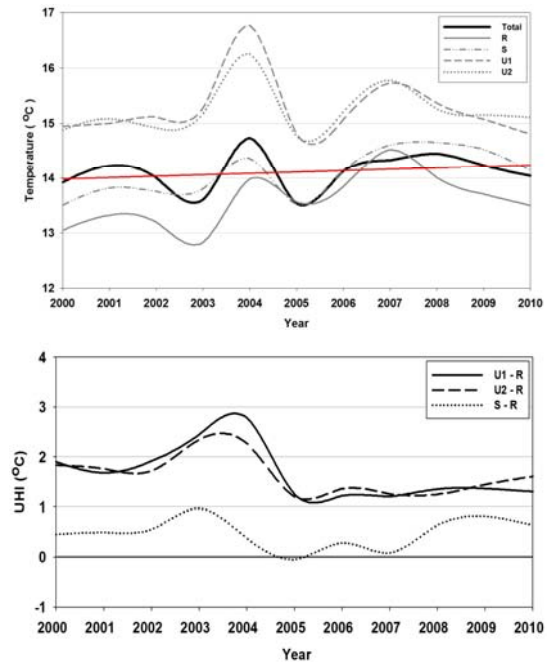 17
16
15
14
13
12
Temperature ( °C)
Total
R
S
U1
U2
2000 2001 2002 2003 2004 2005 2006 2007 2008 2009 2010
Year
4
3
2
1
0
-1
UHI (°C)
U1 - R
U2 - R
S - R
2000 2001 2002 2003 2004 2005 2006 2007 2008 2009 2010
Year